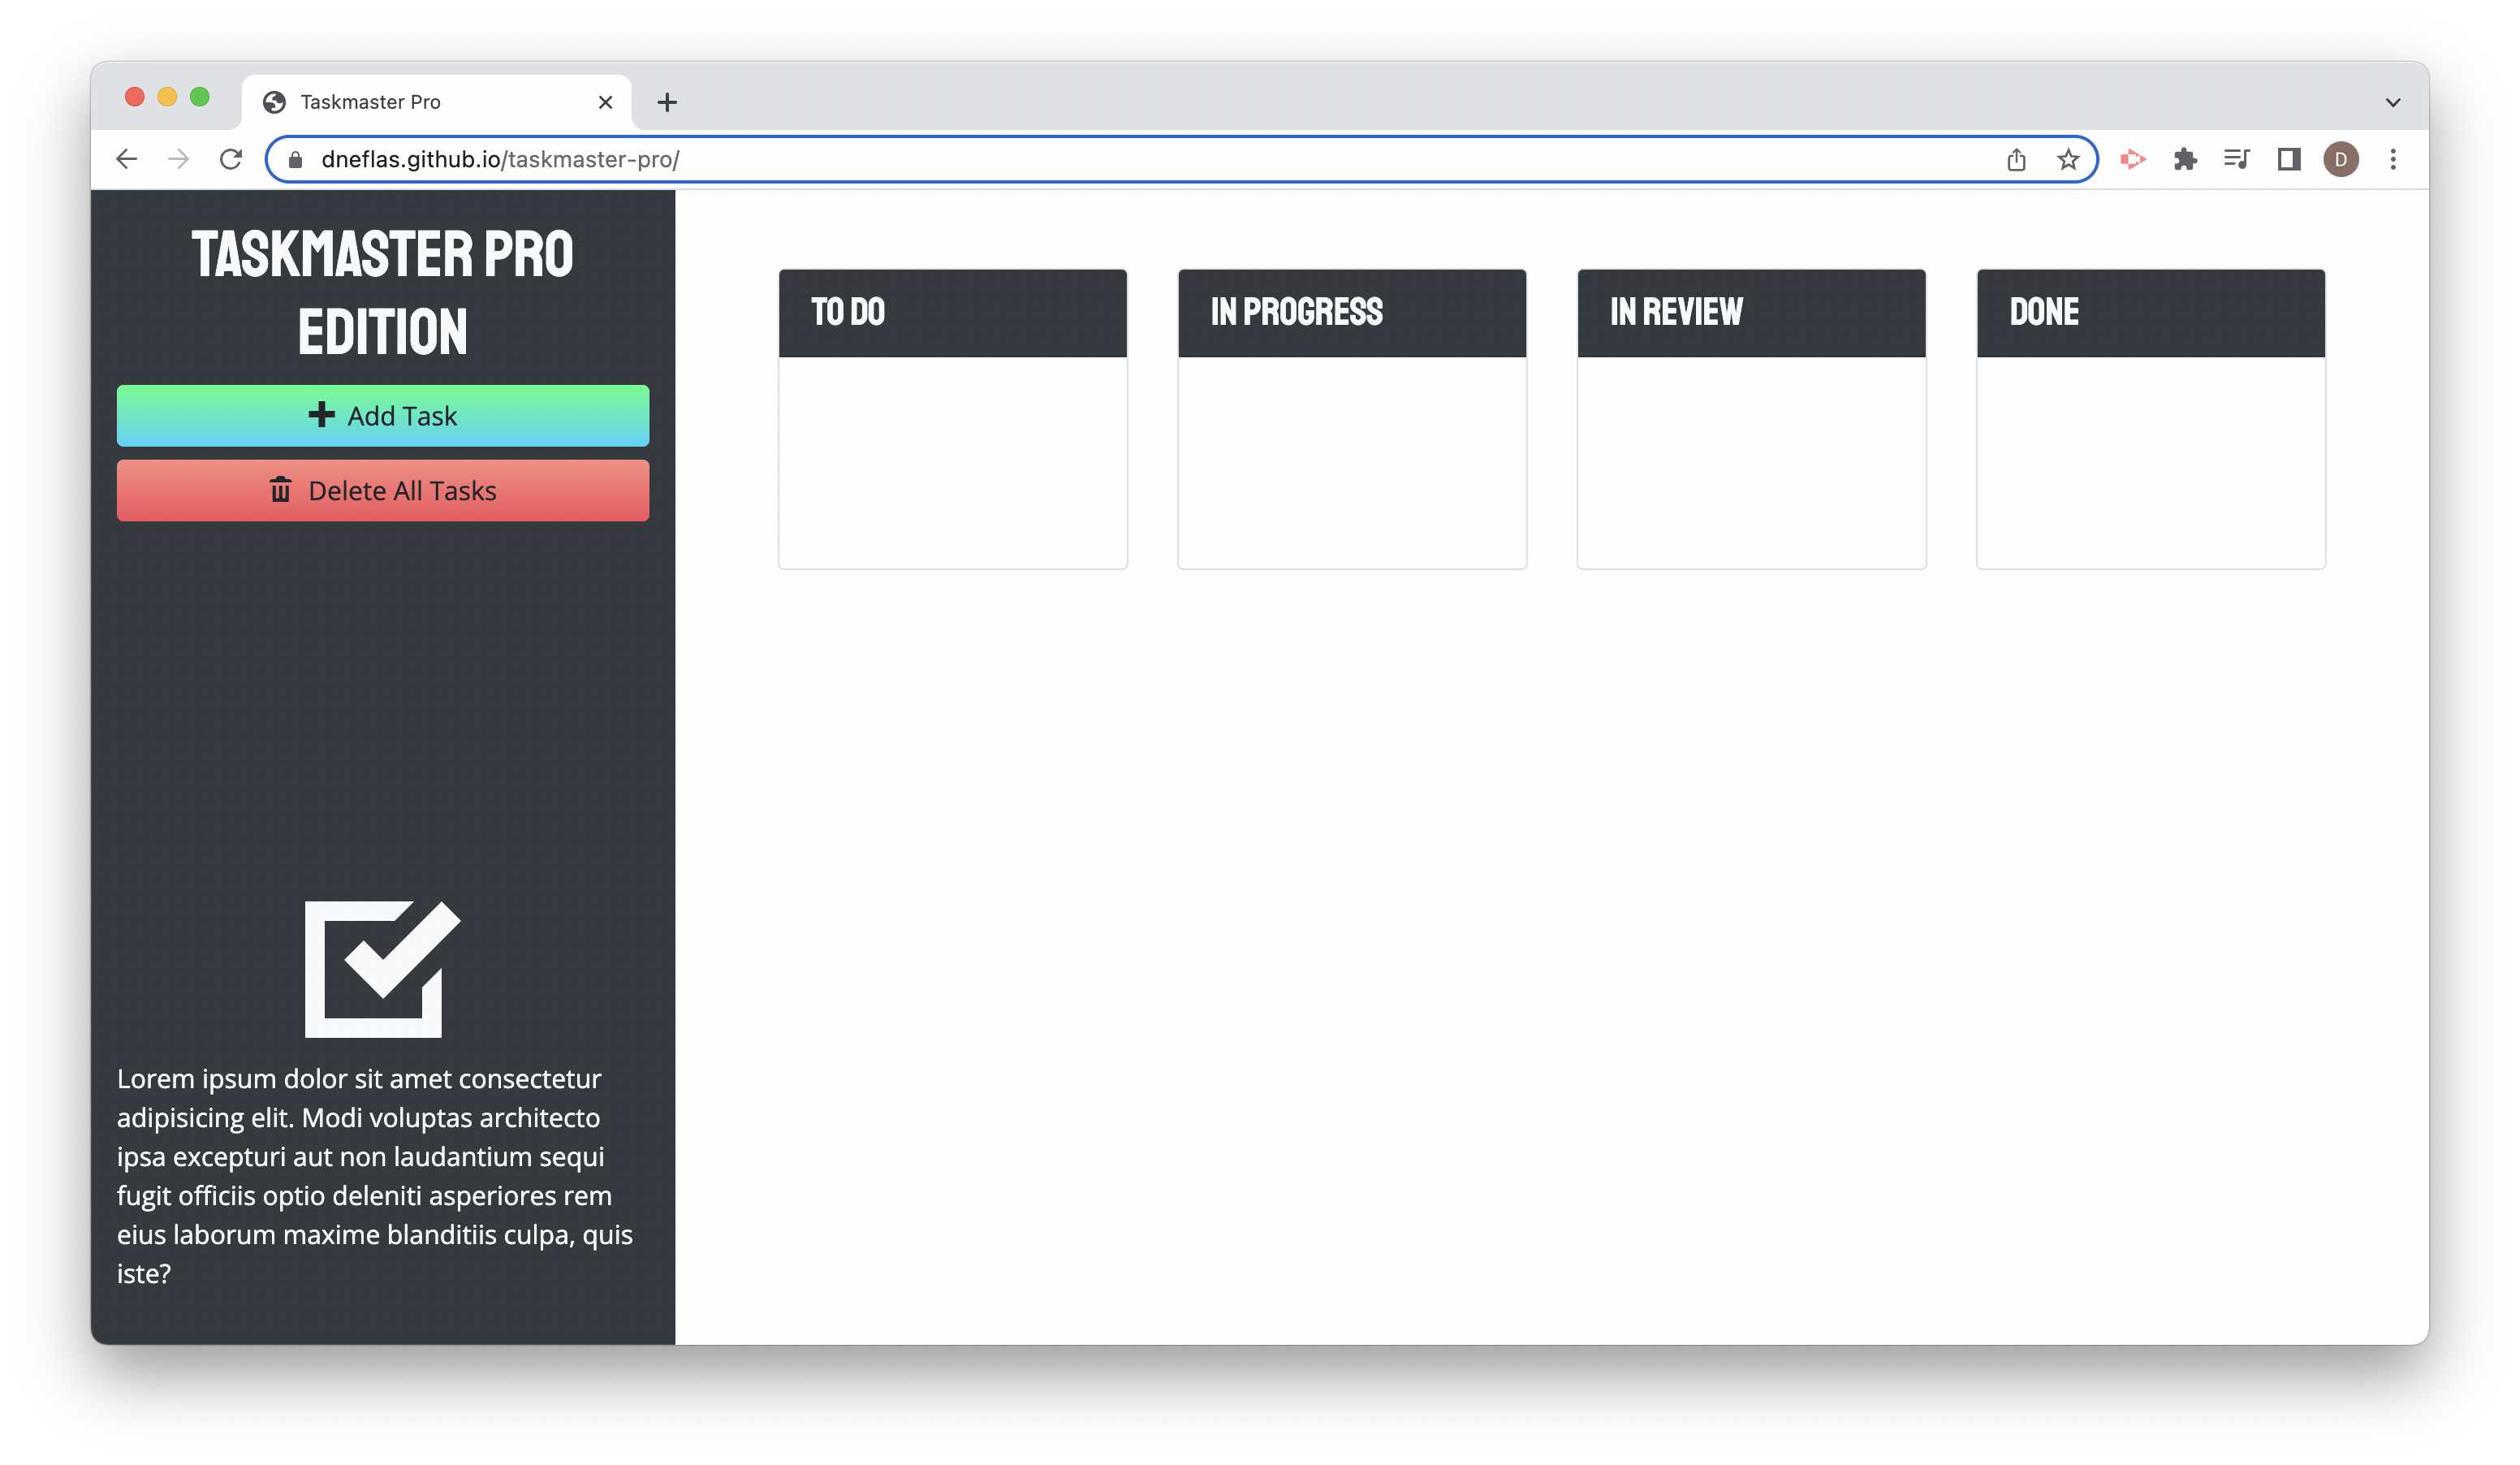 Taskmaster Pro
dneflas.github.io/taskmaster-pro/
D
TASKMASTER PRO
EDITION
Add Task
Delete All Tasks
Lorem ipsum dolor sit amet consectetur
adipisicing elit. Modi voluptas architecto
ipsa excepturi aut non laudantium sequi
fugit officiis optio deleniti asperiores rem
eius laborum maxime blanditiis culpa, quis
iste?
TO DO
IN PROGRESS
IN REVIEW
DONE